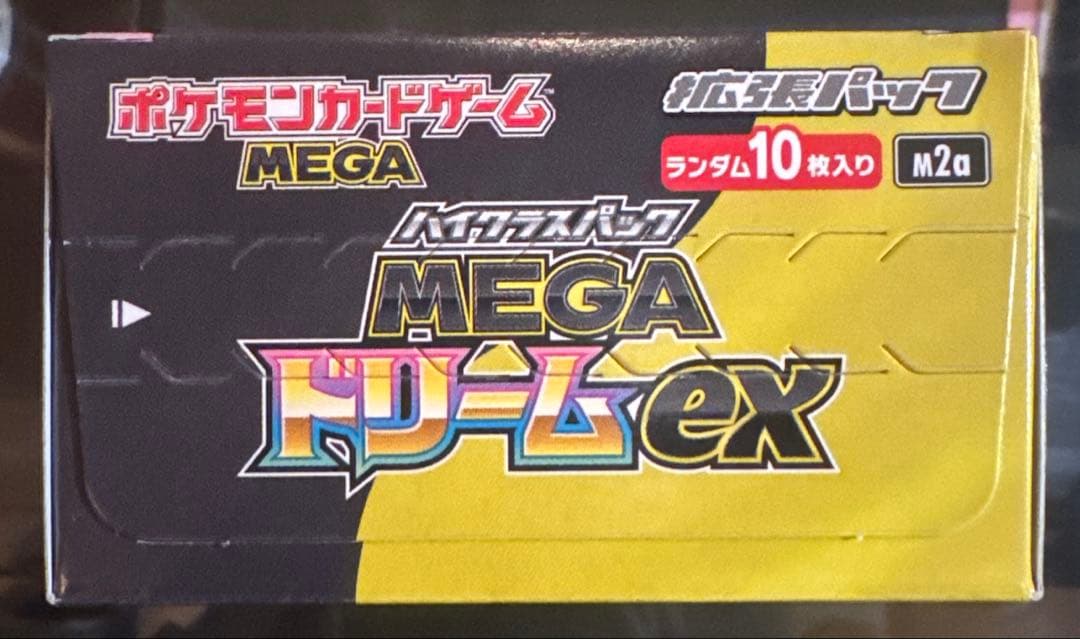 ポケモンカードゲーム™
MEGA
拡張パック
ランダム10枚入り
M2a
ハイクラスパック
MEGA
ドリームex